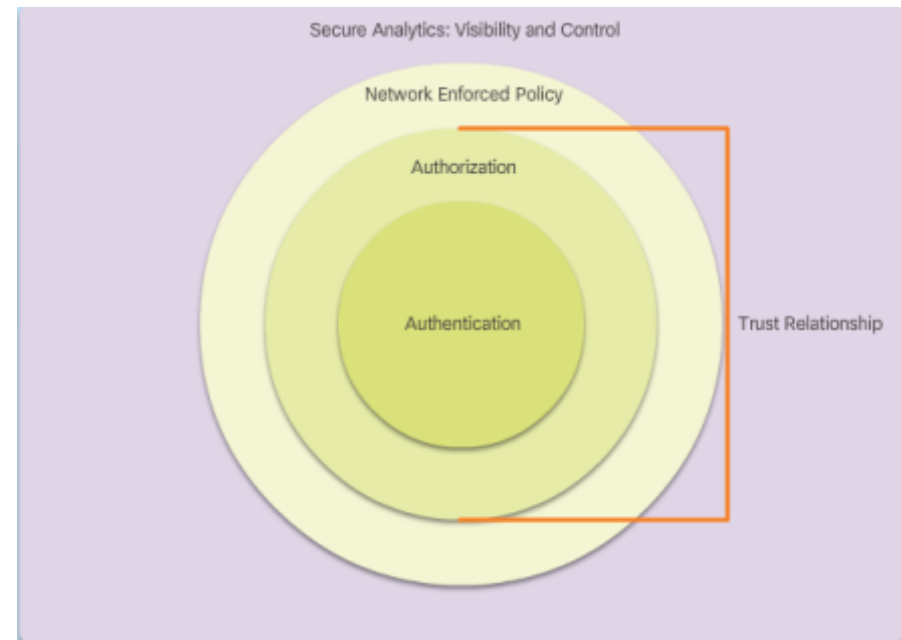 Secure Analytics: Visibility and Control
Network Enforced Policy
Authorization
Authentication
Trust Relationship